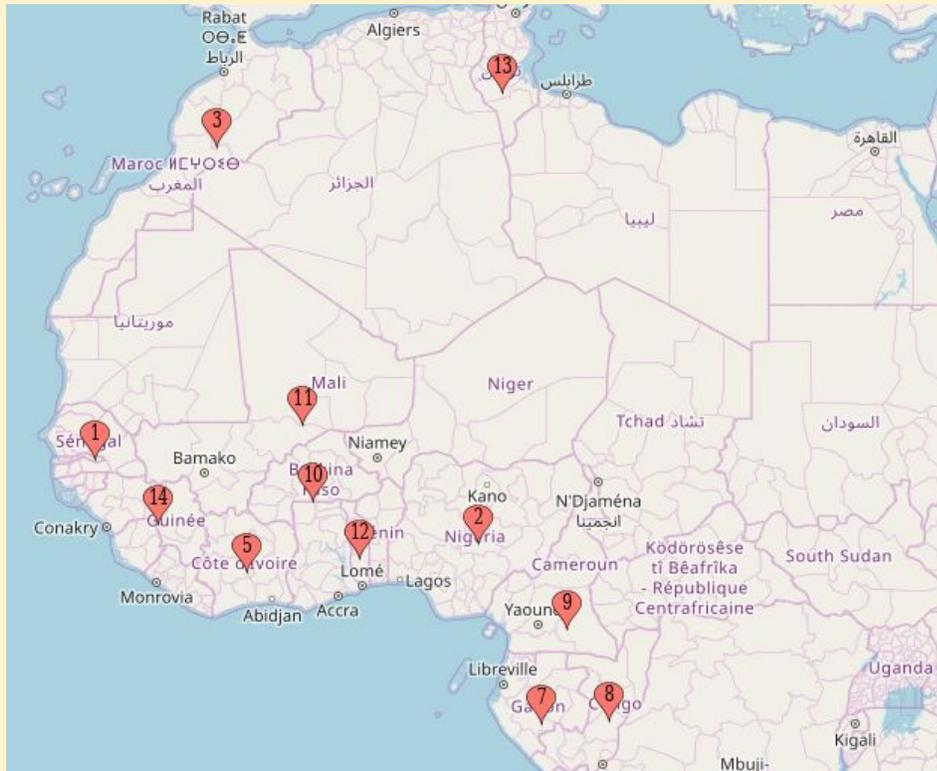 Rabat
ⵔⴱⴰⵟ
الرباط
Algiers
13
طرابلس
3
القاهرة
Maroc ⵍⵎⵖⵔⵉⴱ
المغرب
الجزائر
ليبيا
مصر
موريتانيا
Mali
Niger
11
Tchad تشاد
السودان
1
Niamey
Bamako
10
Kano
N'Djaména
انجمينا
14
2
Conakry
Guinée
12
Nigeria
5
Ködörösêse
tî Bêafrîka
- République
Centrafricaine
South Sudan
Côte d'Ivoire
Cameroun
Lomé
Lagos
Monrovia
Abidjan
Accra
9
Yaoundé
Libreville
Uganda
7
8
Kigali
Mbuji-